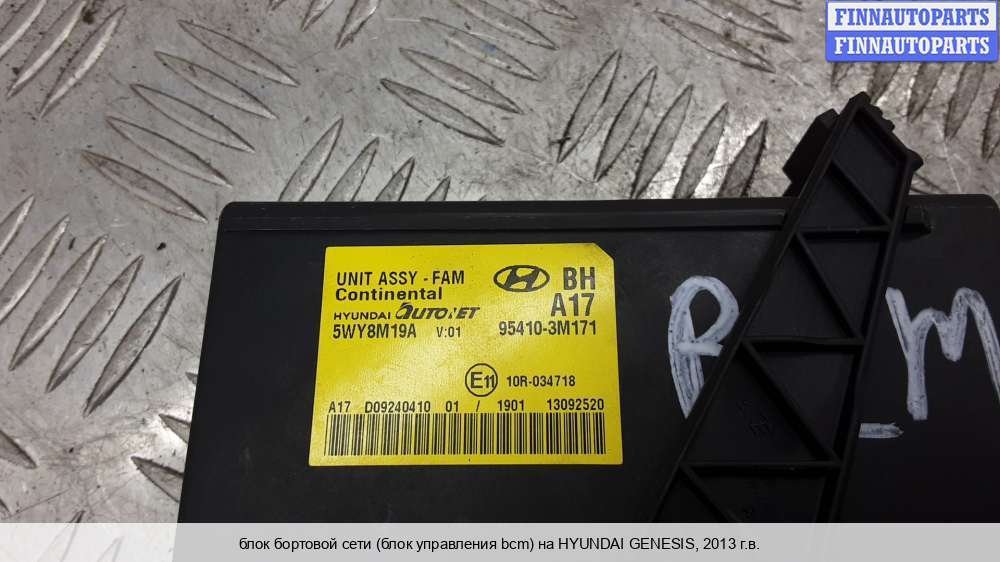 FINNAUTOPARTS
FINNAUTOPARTS
UNIT ASSY - FAM
Continental
HYUNDAI AUTONET
5WY8M19A V:01
BH
A17
95410-3M171
E11 10R-034718
A17 D09240410 01 / 1901 13092520
P_M
блок бортовой сети (блок управления bcm) на HYUNDAI GENESIS, 2013 г.в.